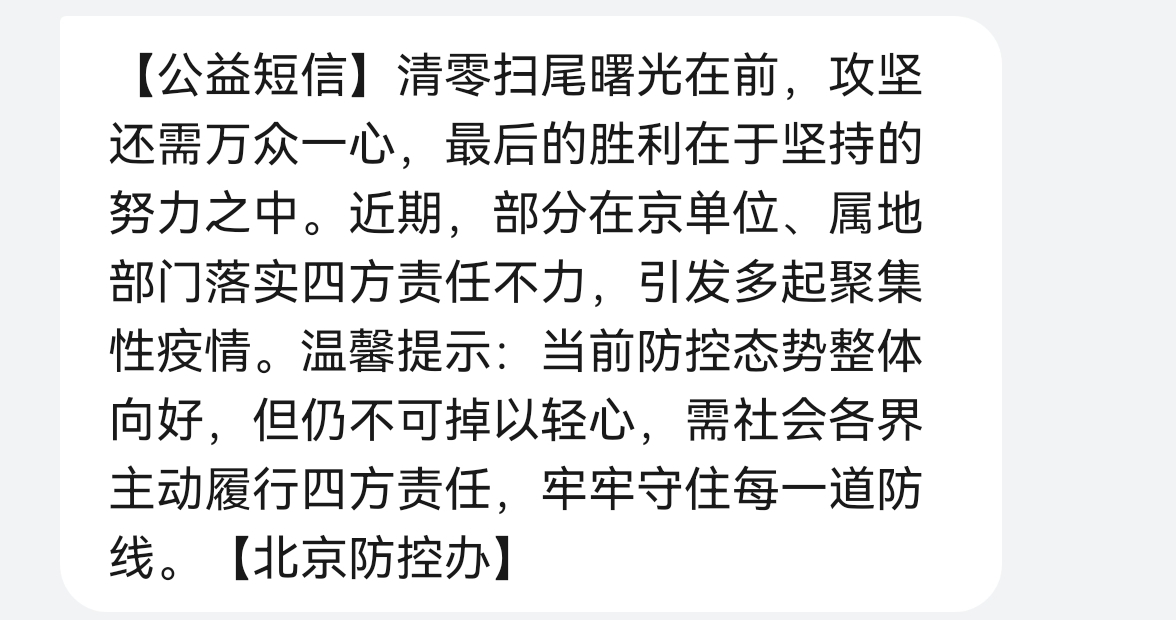 【公益短信】清零扫尾曙光在前，攻坚
还需万众一心，最后的胜利在于坚持的
努力之中。近期，部分在京单位、属地
部门落实四方责任不力，引发多起聚集
性疫情。温馨提示：当前防控态势整体
向好，但仍不可掉以轻心，需社会各界
主动履行四方责任，牢牢守住每一道防
线。【北京防控办】